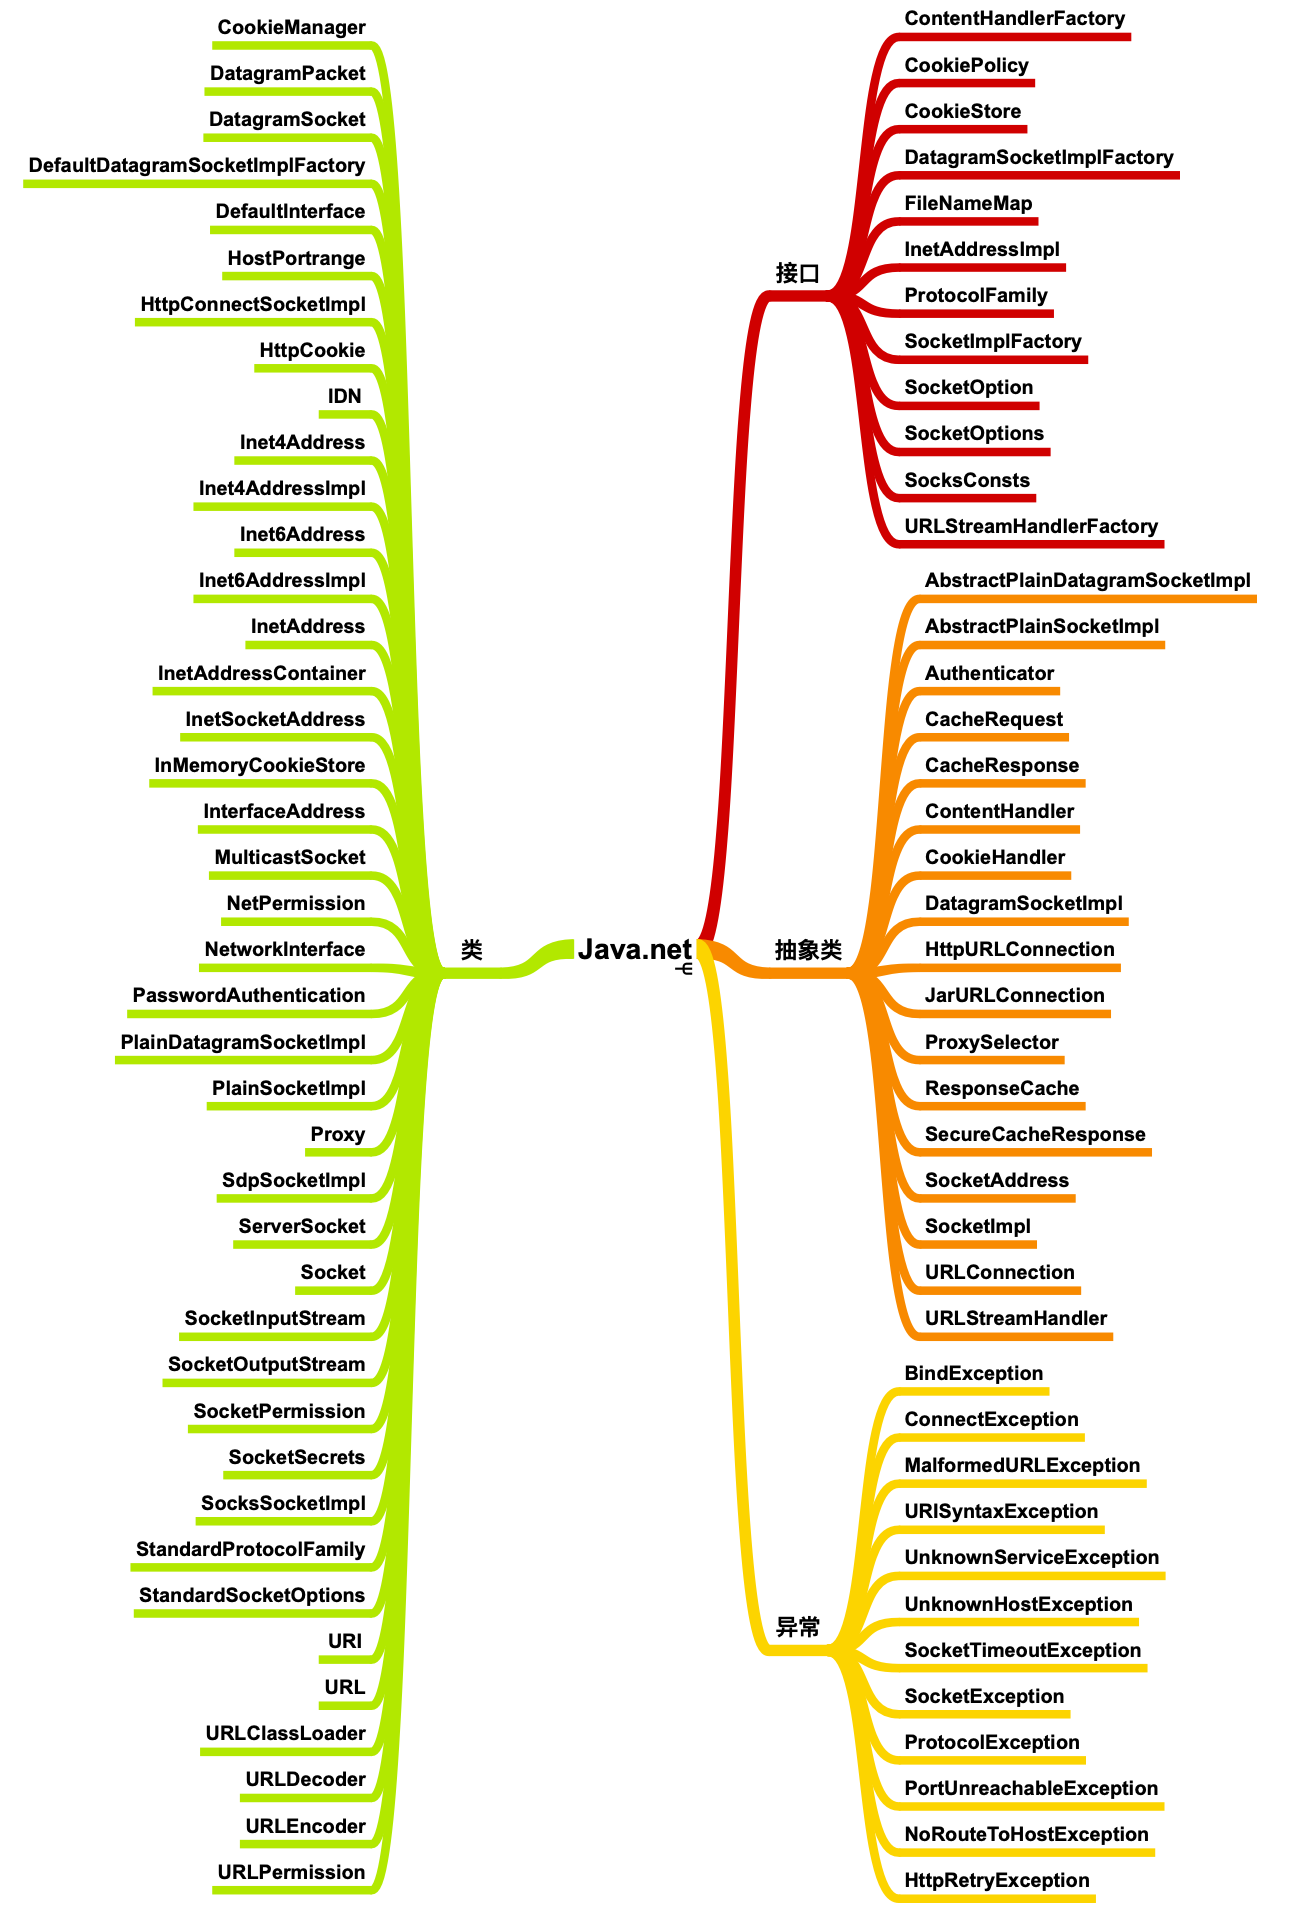 Java.net
类
CookieManager
DatagramPacket
DatagramSocket
DefaultDatagramSocketImplFactory
DefaultInterface
HostPortrange
HttpConnectSocketImpl
HttpCookie
IDN
Inet4Address
Inet4AddressImpl
Inet6Address
Inet6AddressImpl
InetAddress
InetAddressContainer
InetSocketAddress
InMemoryCookieStore
InterfaceAddress
MulticastSocket
NetPermission
NetworkInterface
PasswordAuthentication
PlainDatagramSocketImpl
PlainSocketImpl
Proxy
SdpSocketImpl
ServerSocket
Socket
SocketInputStream
SocketOutputStream
SocketPermission
SocketSecrets
SocksSocketImpl
StandardProtocolFamily
StandardSocketOptions
URI
URL
URLClassLoader
URLDecoder
URLEncoder
URLPermission
接口
ContentHandlerFactory
CookiePolicy
CookieStore
DatagramSocketImplFactory
FileNameMap
InetAddressImpl
ProtocolFamily
SocketImplFactory
SocketOption
SocketOptions
SocksConsts
URLStreamHandlerFactory
抽象类
AbstractPlainDatagramSocketImpl
AbstractPlainSocketImpl
Authenticator
CacheRequest
CacheResponse
ContentHandler
CookieHandler
DatagramSocketImpl
HttpURLConnection
JarURLConnection
ProxySelector
ResponseCache
SecureCacheResponse
SocketAddress
SocketImpl
URLConnection
URLStreamHandler
异常
BindException
ConnectException
MalformedURLException
URISyntaxException
UnknownServiceException
UnknownHostException
SocketTimeoutException
SocketException
ProtocolException
PortUnreachableException
NoRouteToHostException
HttpRetryException